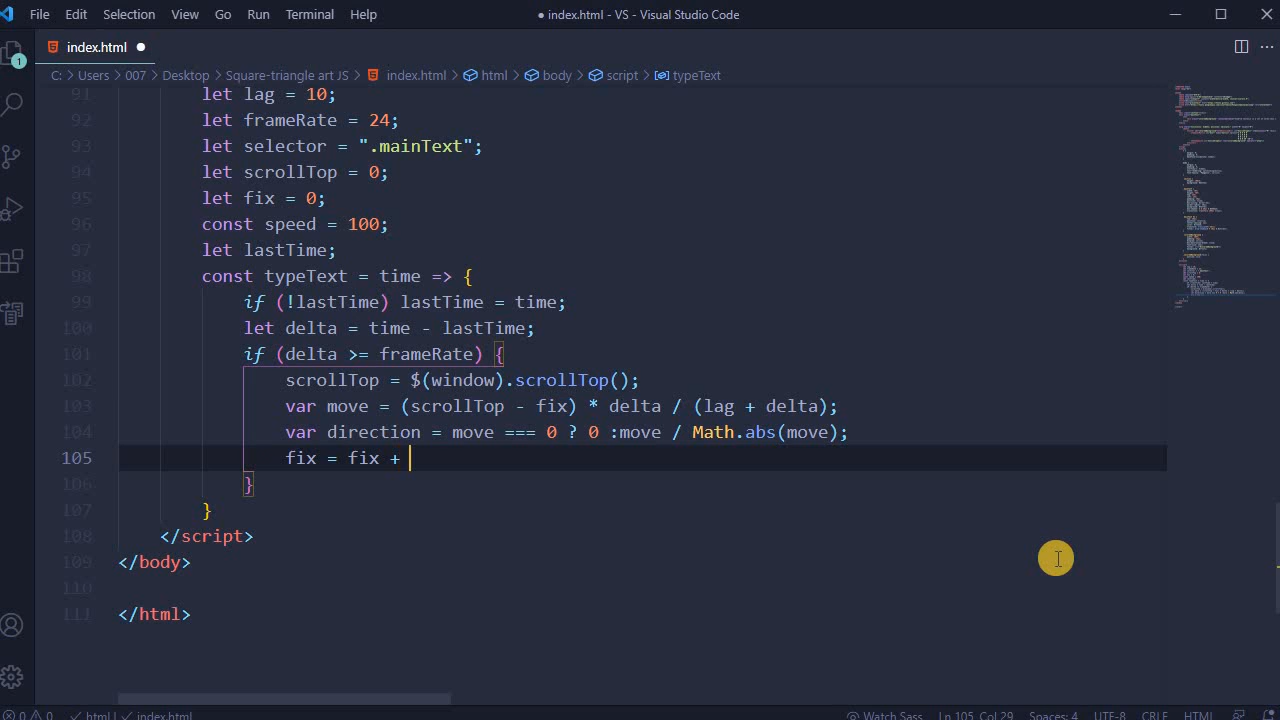 File Edit Selection View Go Run Terminal Help
● index.html - VS - Visual Studio Code
index.html
C: > Users > 007 > Desktop > Square-triangle art JS > index.html > html > body > script > typeText
1
91 let lag = 10;
92 let frameRate = 24;
93 let selector = ".mainText";
94 let scrollTop = 0;
95 let fix = 0;
96 const speed = 100;
97 let lastTime;
98 const typeText = time => {
99 if (!lastTime) lastTime = time;
100 let delta = time - lastTime;
101 if (delta >= frameRate) {
102 scrollTop = $(window).scrollTop();
103 var move = (scrollTop - fix) * delta / (lag + delta);
104 var direction = move === 0 ? 0 :move / Math.abs(move);
105 fix = fix +
106 }
107 }
108 </script>
109 </body>
110
111 </html>
0 0 html index.html Watch Sass Ln 105, Col 29 Spaces: 4 UTF-8 CRLF HTML